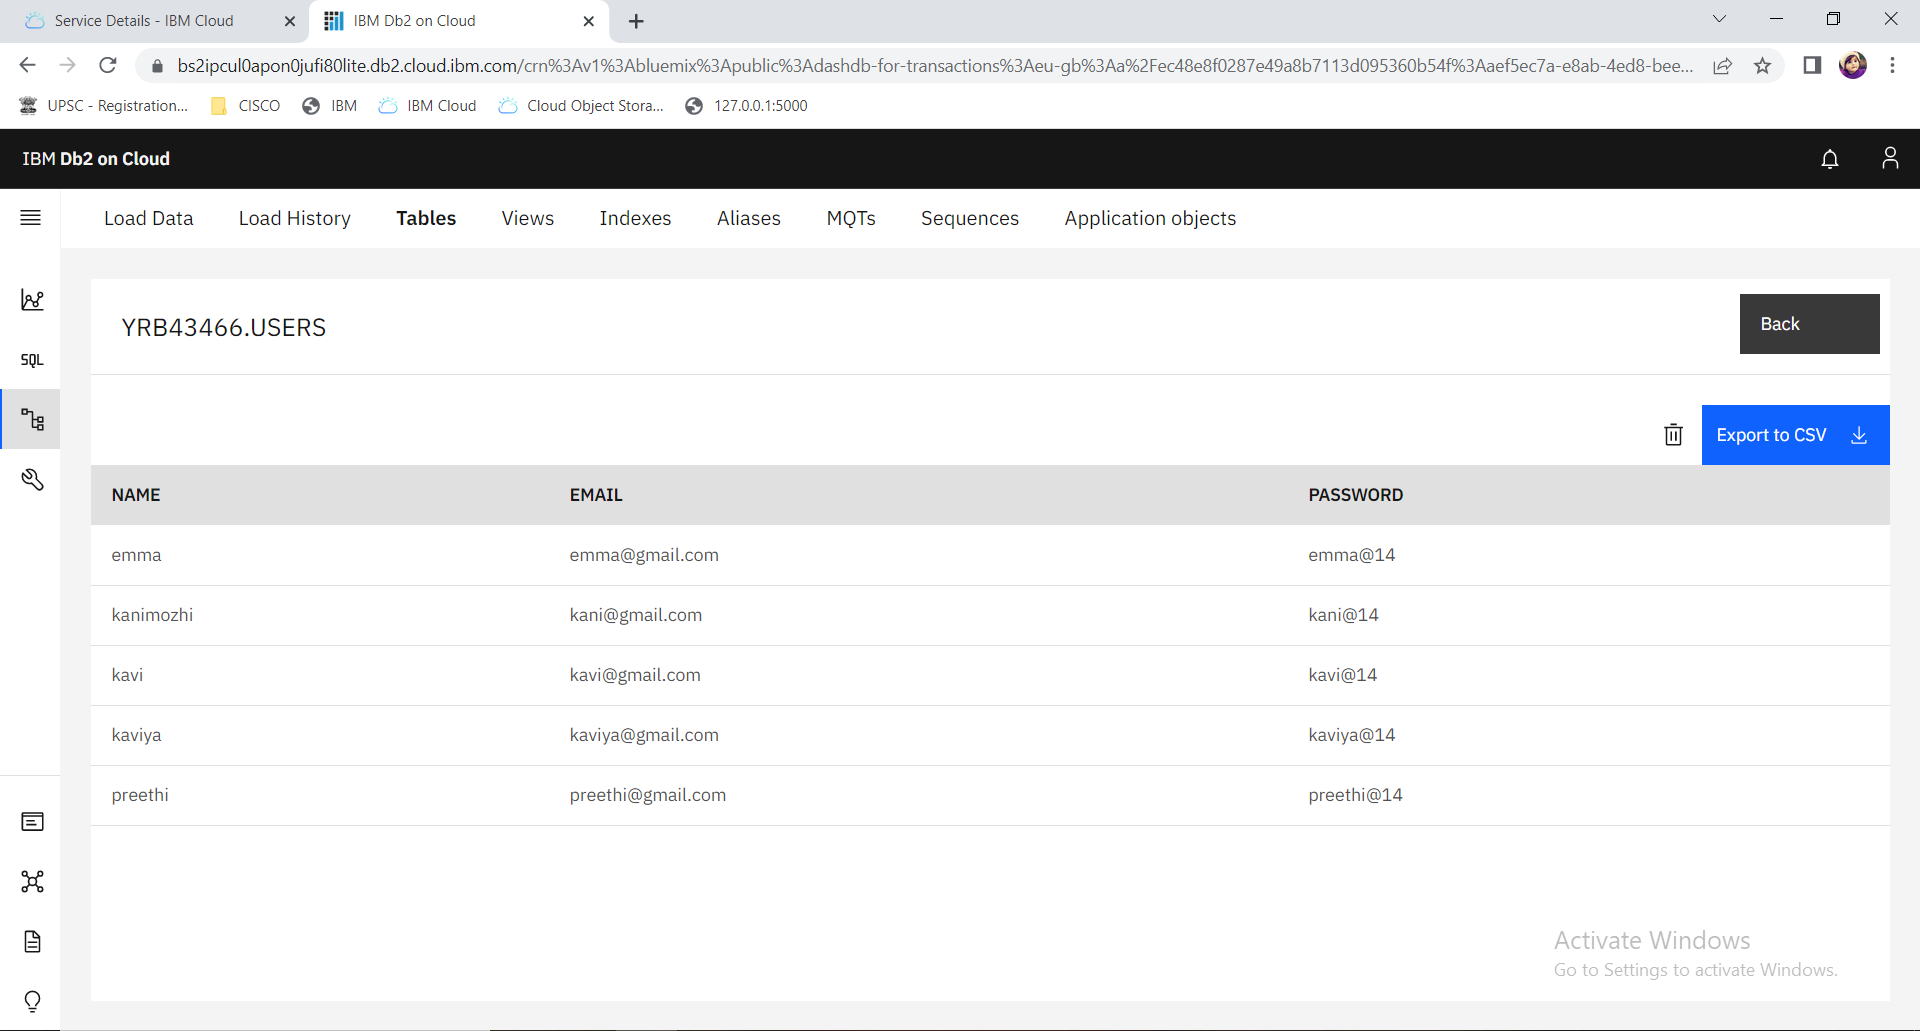 Service Details - IBM Cloud
IBM Db2 on Cloud
bs2ipcul0apon0jufi80lite.db2.cloud.ibm.com/crn%3Av1%3Abluemix%3Apublic%3Adashdb-for-transactions%3Aeu-gb%3Aa%2Fec48e8f0287e49a8b7113d095360b54f%3Aaef5ec7a-e8ab-4ed8-bee...
UPSC - Registration...
CISCO
IBM
IBM Cloud
Cloud Object Stora...
127.0.0.1:5000
IBM Db2 on Cloud
Load Data
Load History
Tables
Views
Indexes
Aliases
MQTs
Sequences
Application objects
SQL
YRB43466.USERS
Back
Export to CSV
NAME EMAIL PASSWORD
emma emma@gmail.com emma@14
kanimozhi kani@gmail.com kani@14
kavi kavi@gmail.com kavi@14
kaviya kaviya@gmail.com kaviya@14
preethi preethi@gmail.com preethi@14
Activate Windows
Go to Settings to activate Windows.